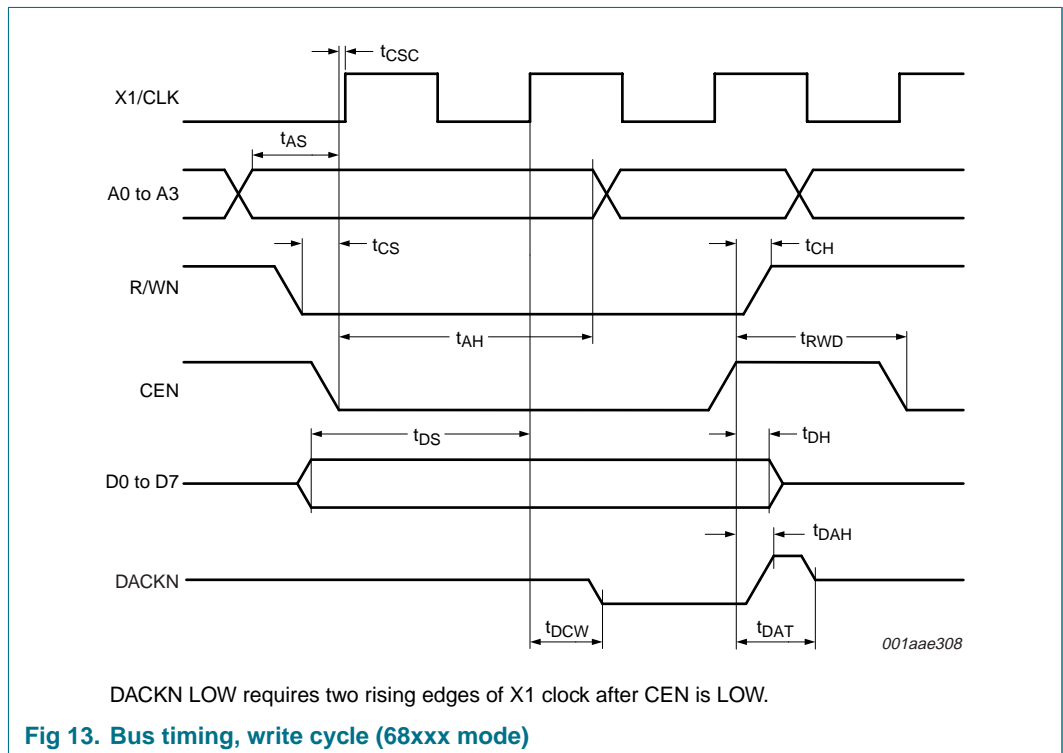 tCSC
X1/CLK
tAS
A0 to A3
tCS
tCH
R/WN
tAH
tRWD
CEN
tDS
tDH
D0 to D7
tDAH
DACKN
tDCW
tDAT
001aae308
DACKN LOW requires two rising edges of X1 clock after CEN is LOW.
Fig 13. Bus timing, write cycle (68xxx mode)